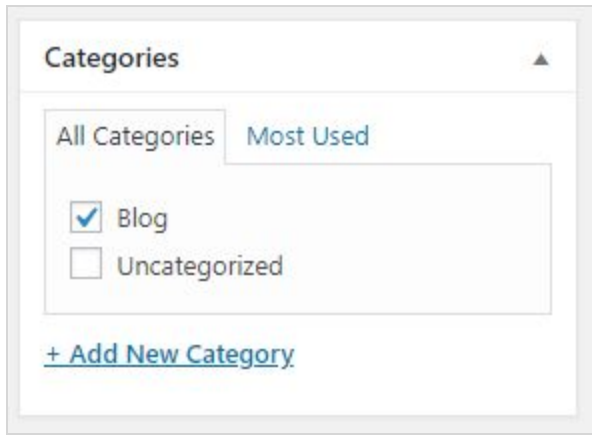 Categories
All Categories Most Used
Blog
Uncategorized
+ Add New Category